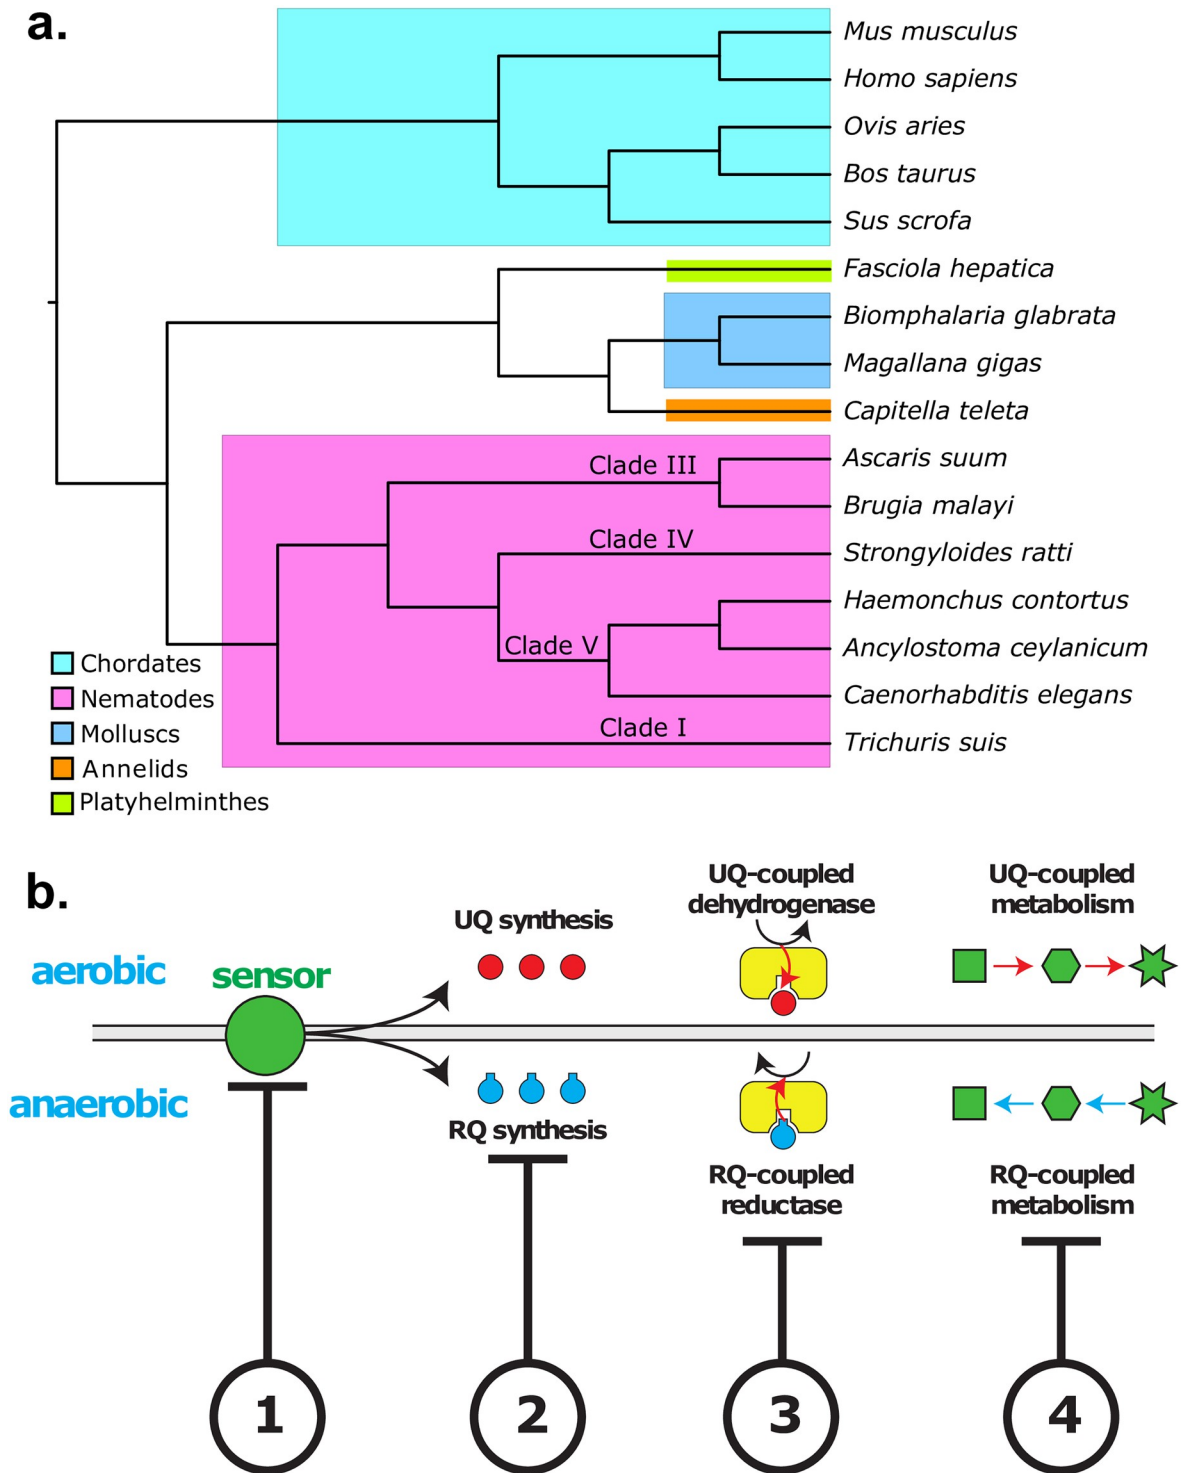 a.
Mus musculus
Homo sapiens
Ovis aries
Bos taurus
Sus scrofa
Fasciola hepatica
Biomphalaria glabrata
Magallana gigas
Capitella teleta
Clade III
Ascaris suum
Brugia malayi
Clade IV
Strongyloides ratti
Haemonchus contortus
Clade V
Ancylostoma ceylanicum
Caenorhabditis elegans
Clade I
Trichuris suis
Chordates
Nematodes
Molluscs
Annelids
Platyhelminthes
b.
aerobic
sensor
UQ synthesis
UQ-coupled
dehydrogenase
UQ-coupled
metabolism
anaerobic
RQ synthesis
RQ-coupled
reductase
RQ-coupled
metabolism
1
2
3
4